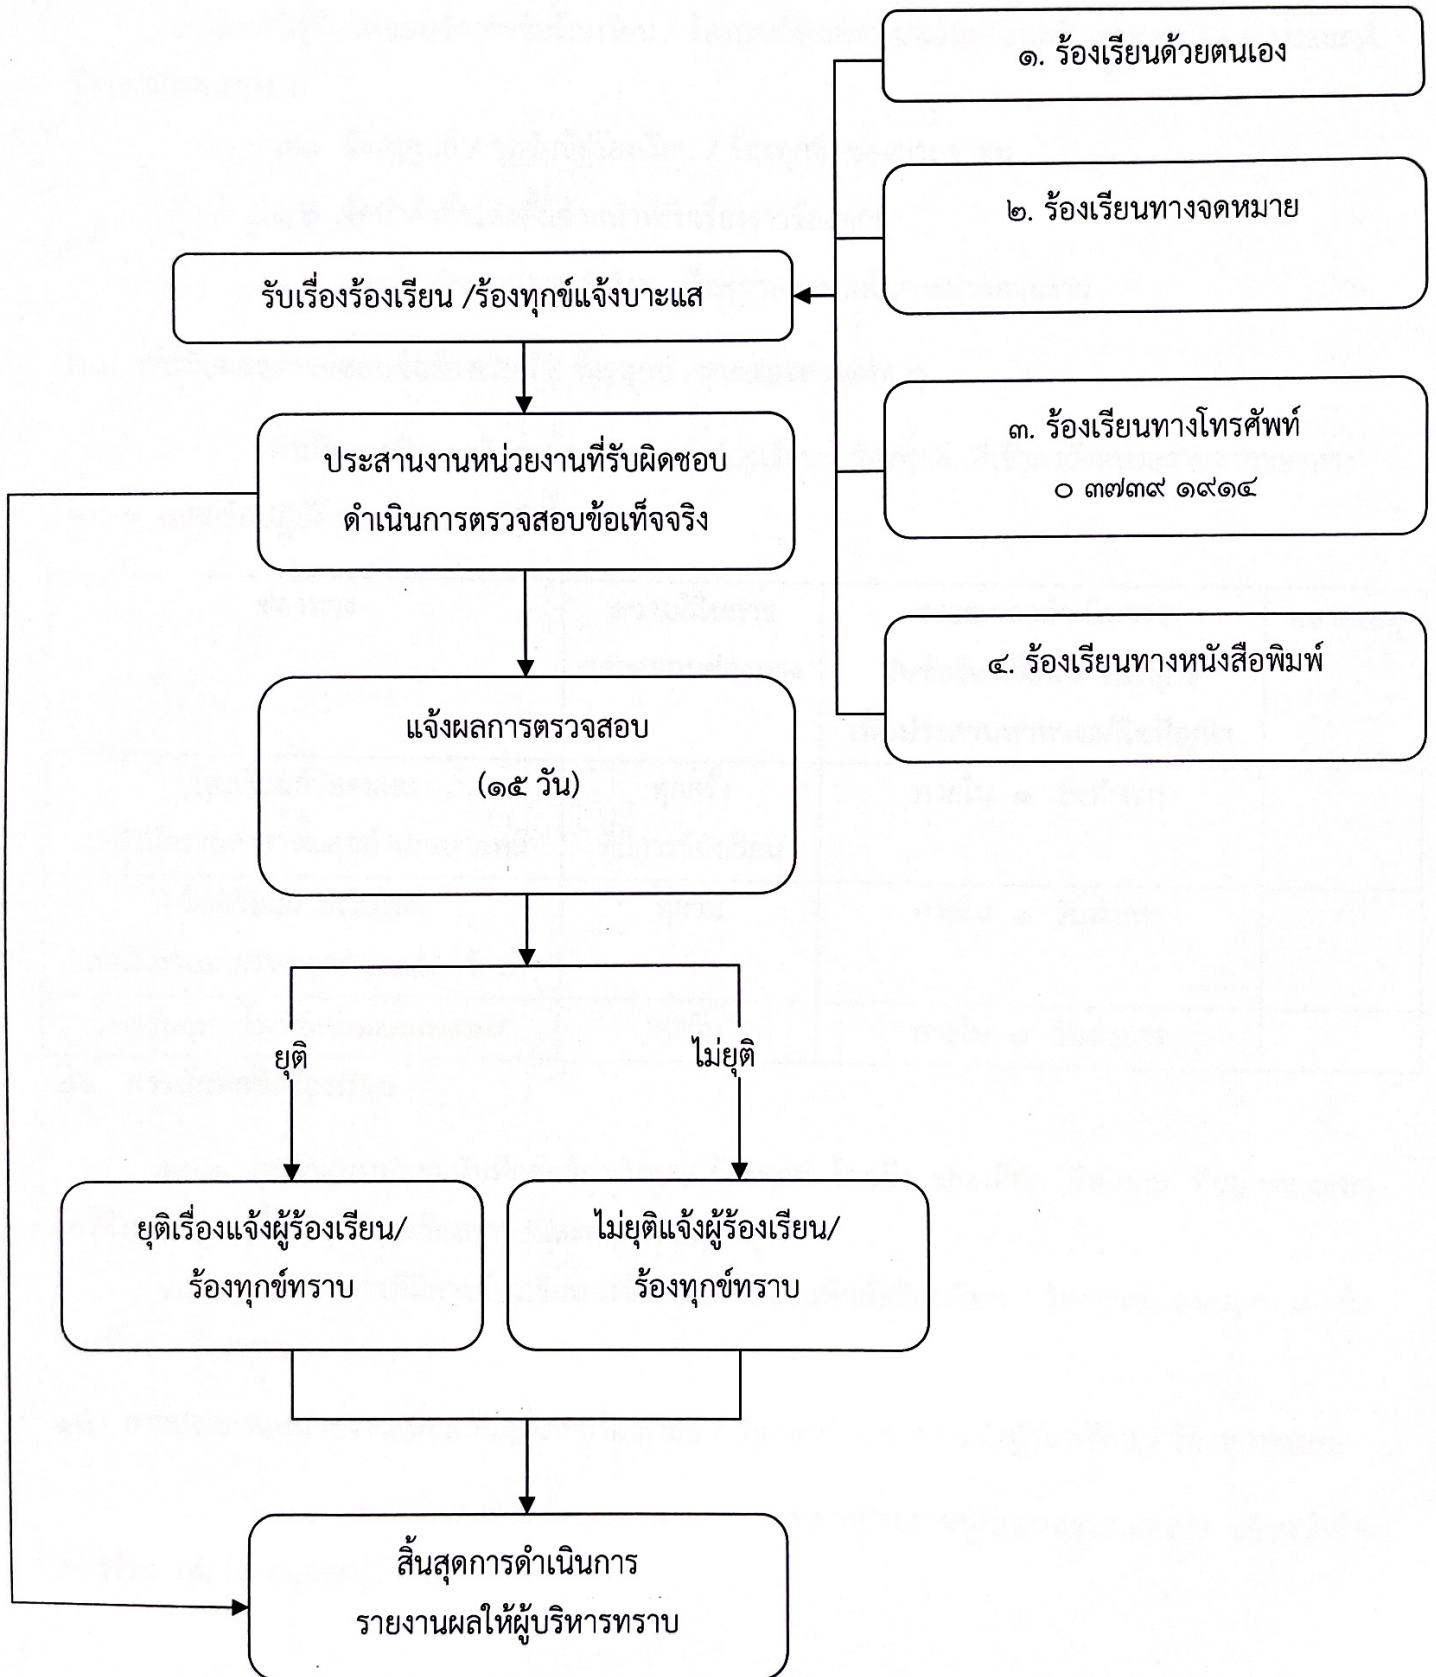 ๑. ร้องเรียนด้วยตนเอง
๒. ร้องเรียนทางจดหมาย
รับเรื่องร้องเรียน /ร้องทุกข์แจ้งบาะแส
๓. ร้องเรียนทางโทรศัพท์
๐ ๓๗๓๙ ๑๙๑๔
ประสานงานหน่วยงานที่รับผิดชอบ
ดำเนินการตรวจสอบข้อเท็จจริง
๔. ร้องเรียนทางหนังสือพิมพ์
แจ้งผลการตรวจสอบ
(๑๕ วัน)
ยุติ
ไม่ยุติ
ยุติเรื่องแจ้งผู้ร้องเรียน/
ร้องทุกข์ทราบ
ไม่ยุติแจ้งผู้ร้องเรียน/
ร้องทุกข์ทราบ
สิ้นสุดการดำเนินการ
รายงานผลให้ผู้บริหารทราบ